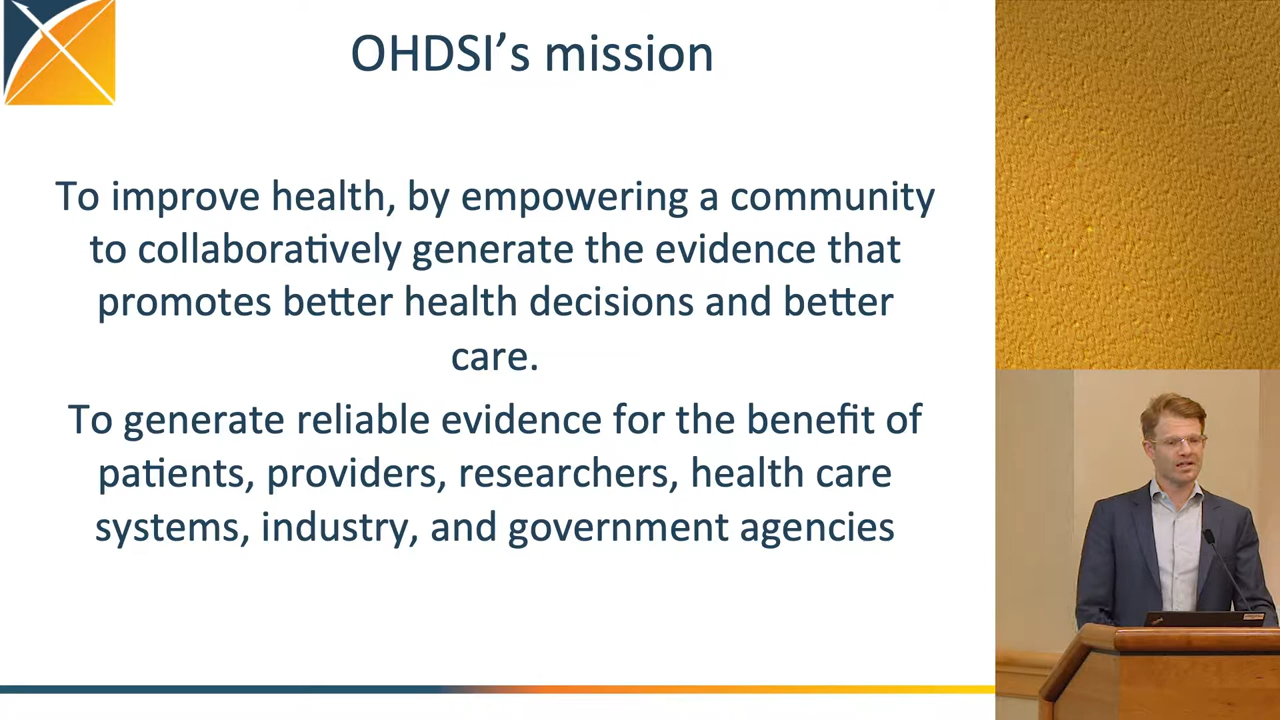 OHDSI’s mission
To improve health, by empowering a community
to collaboratively generate the evidence that
promotes better health decisions and better
care.
To generate reliable evidence for the benefit of
patients, providers, researchers, health care
systems, industry, and government agencies